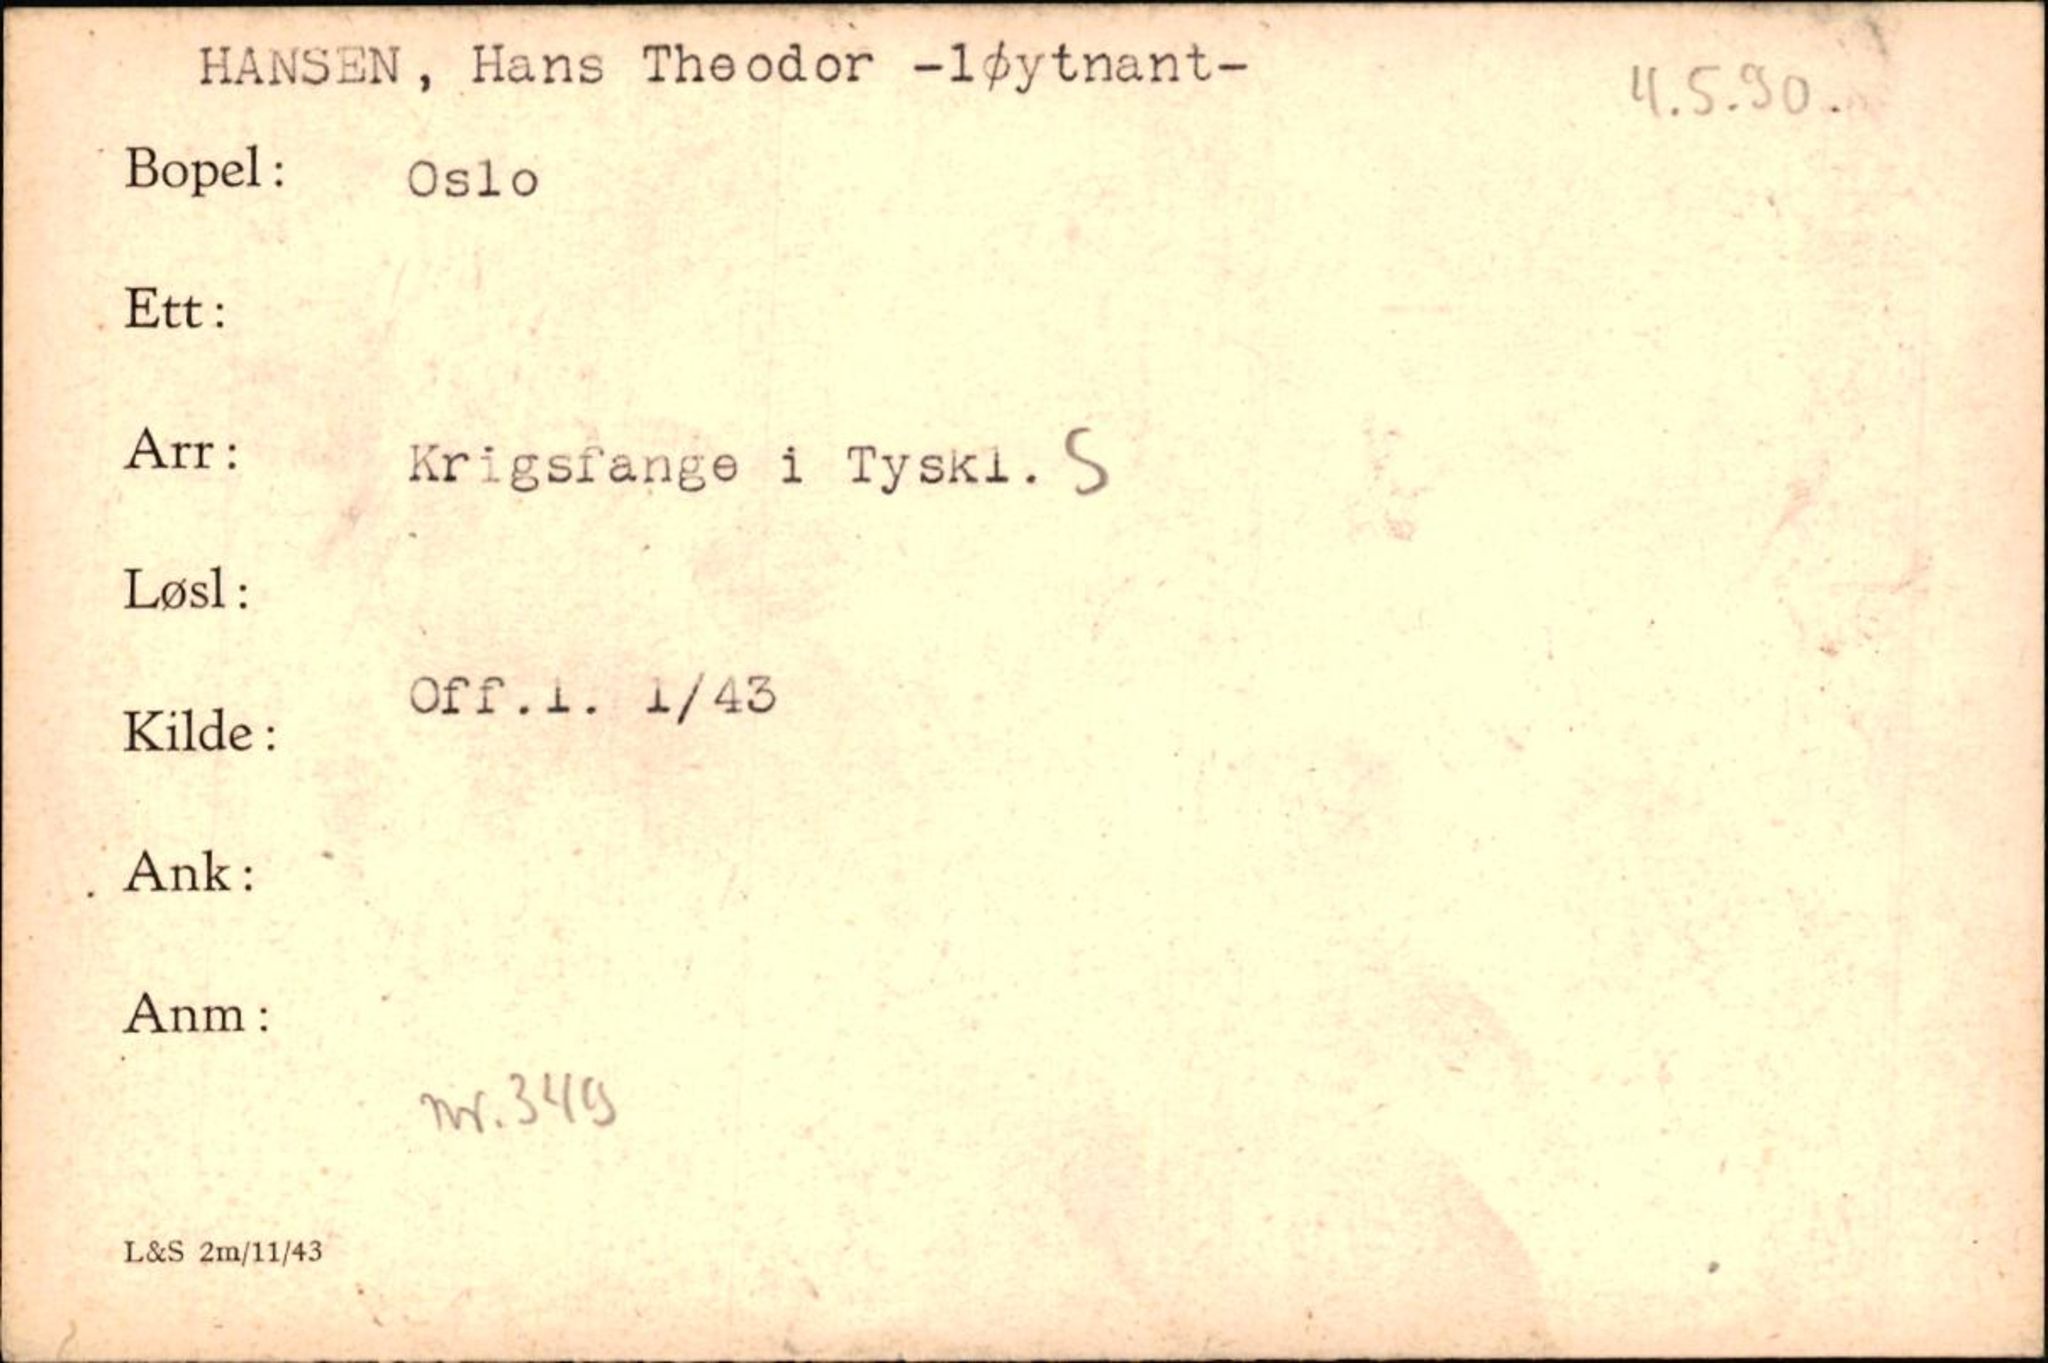 HANSEN, Hans Theodor -løytnant-
4.5.90.
Bopel: Oslo
Ett:
Arr: Krigsfange i Tyskl. S
Løsl:
Kilde: Off.l. 1/43
Ank:
Anm:
nr. 349
L&S 2m/11/43